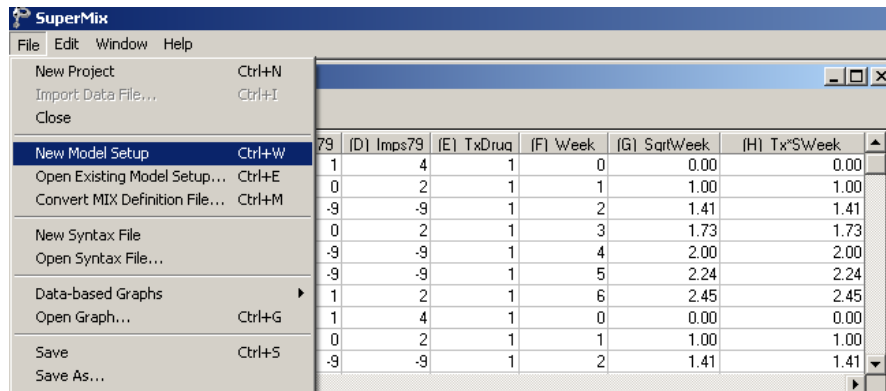 SuperMix
File Edit Window Help
New Project Ctrl+N
Import Data File... Ctrl+I
Close
New Model Setup Ctrl+W
Open Existing Model Setup... Ctrl+E
Convert MIX Definition File... Ctrl+M
New Syntax File
Open Syntax File...
Data-based Graphs
Open Graph... Ctrl+G
Save Ctrl+S
Save As...
79 (D) Imps79 (E) TxDrug (F) Week (G) SqrtWeek (H) Tx*SWeek
1 4 1 0 0.00 0.00
0 2 1 1 1.00 1.00
-9 -9 1 2 1.41 1.41
0 2 1 3 1.73 1.73
-9 -9 1 4 2.00 2.00
-9 -9 1 5 2.24 2.24
1 2 1 6 2.45 2.45
1 4 1 0 0.00 0.00
0 2 1 1 1.00 1.00
-9 -9 1 2 1.41 1.41